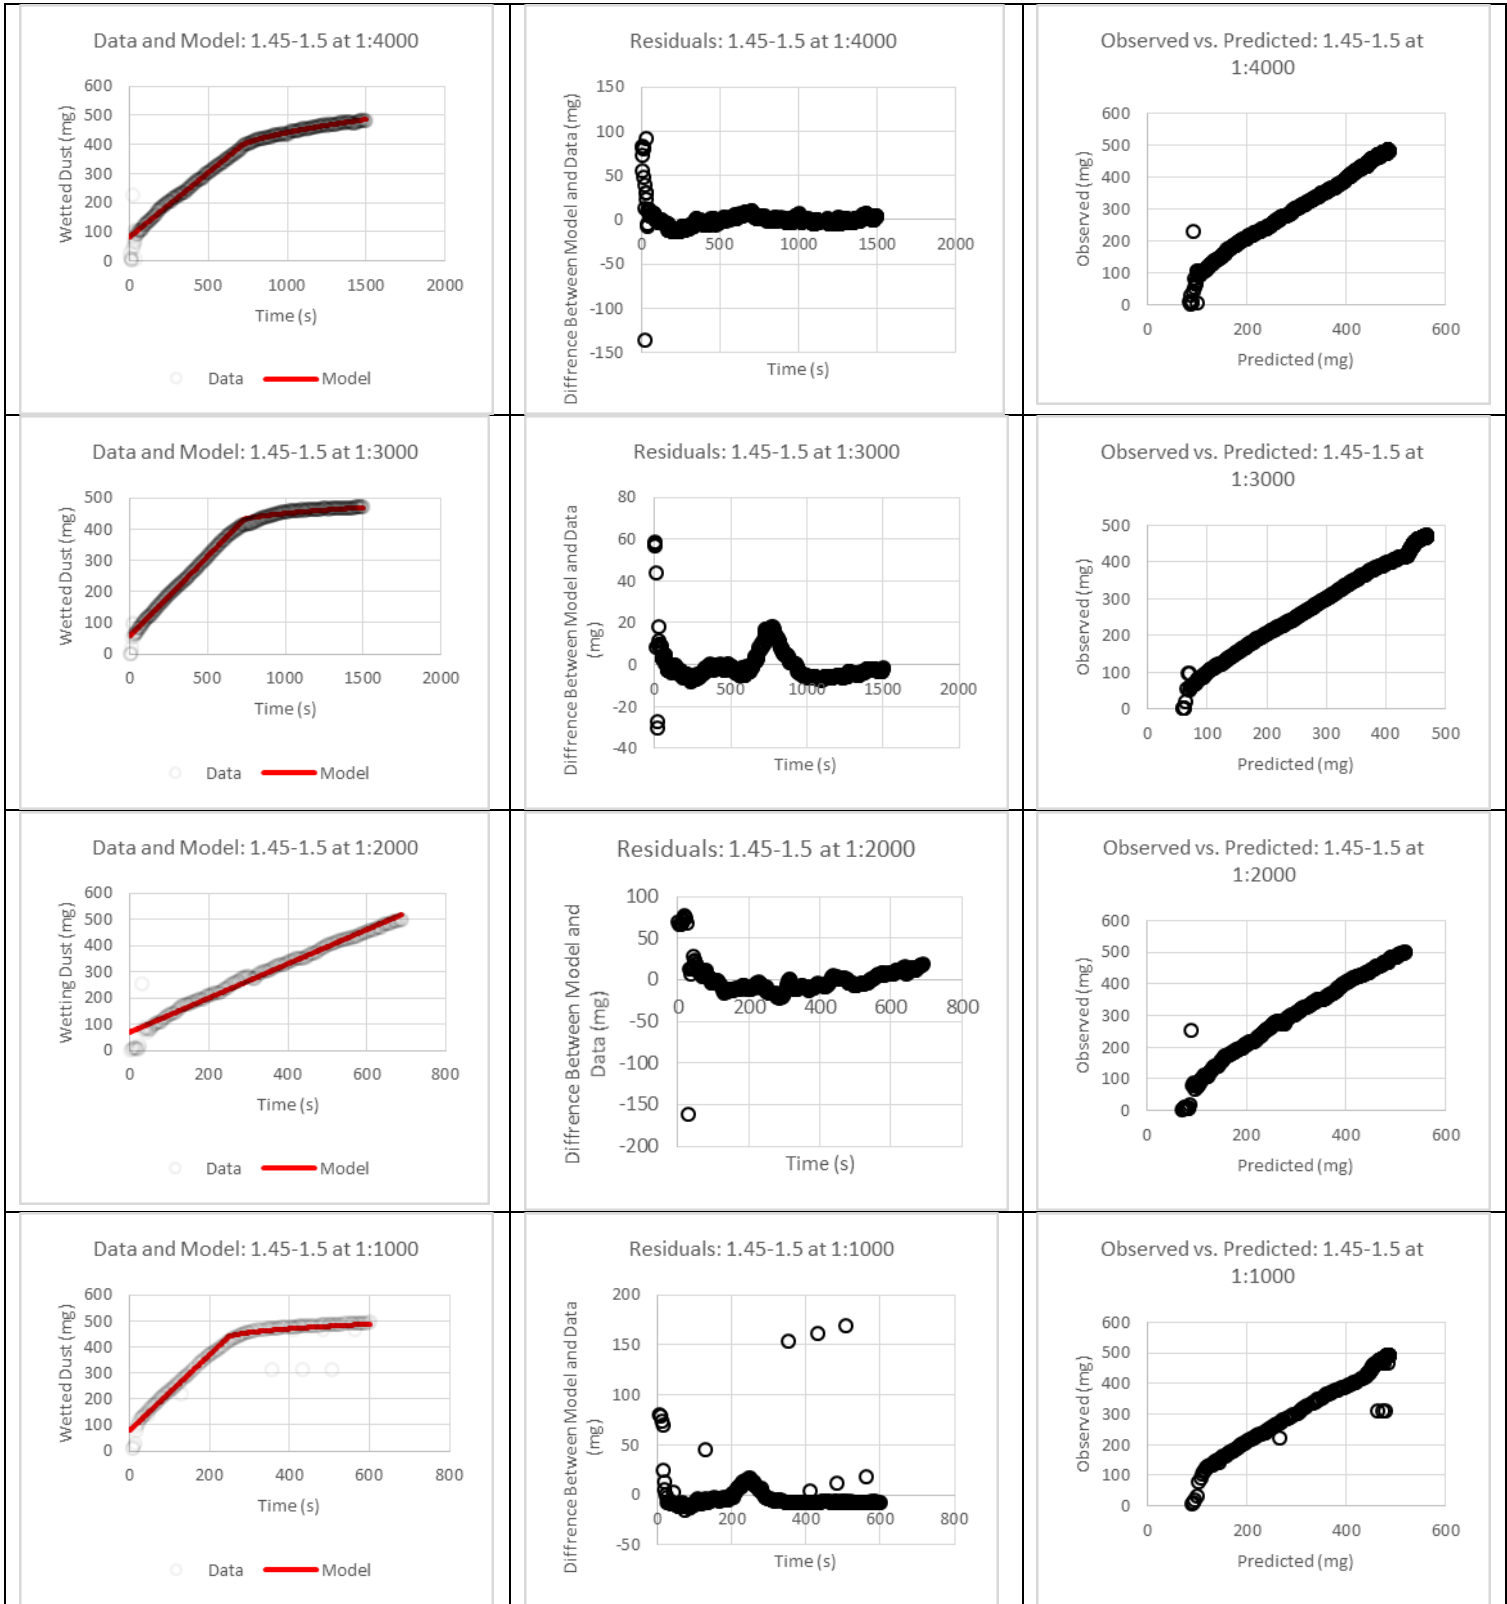 Data and Model: 1.45-1.5 at 1:4000
600
500
400
300
200
100
0
0 500 1000 1500 2000
Wetted Dust (mg)
Time (s)
Data Model
Residuals: 1.45-1.5 at 1:4000
150
100
50
0
-50
-100
-150
0 500 1000 1500 2000
Diffrence Between Model and Data (mg)
Time (s)
Observed vs. Predicted: 1.45-1.5 at
1:4000
600
500
400
300
200
100
0
0 200 400 600
Observed (mg)
Predicted (mg)
Data and Model: 1.45-1.5 at 1:3000
500
400
300
200
100
0
0 500 1000 1500 2000
Wetted Dust (mg)
Time (s)
Data Model
Residuals: 1.45-1.5 at 1:3000
80
60
40
20
0
-20
-40
0 500 1000 1500 2000
Diffrence Between Model and Data
(mg)
Time (s)
Observed vs. Predicted: 1.45-1.5 at
1:3000
500
400
300
200
100
0
0 100 200 300 400 500
Observed (mg)
Predicted (mg)
Data and Model: 1.45-1.5 at 1:2000
600
500
400
300
200
100
0
0 200 400 600 800
Wetting Dust (mg)
Time (s)
Data Model
Residuals: 1.45-1.5 at 1:2000
100
50
0
-50
-100
-150
-200
0 200 400 600 800
Diffrence Between Model and
Data (mg)
Time (s)
Observed vs. Predicted: 1.45-1.5 at
1:2000
600
500
400
300
200
100
0
0 200 400 600
Observed (mg)
Predicted (mg)
Data and Model: 1.45-1.5 at 1:1000
600
500
400
300
200
100
0
0 200 400 600 800
Wetted Dust (mg)
Time (s)
Data Model
Residuals: 1.45-1.5 at 1:1000
200
150
100
50
0
-50
0 200 400 600 800
Diffrence Between Model and Data
(mg)
Time (s)
Observed vs. Predicted: 1.45-1.5 at
1:1000
600
500
400
300
200
100
0
0 200 400 600
Observed (mg)
Predicted (mg)